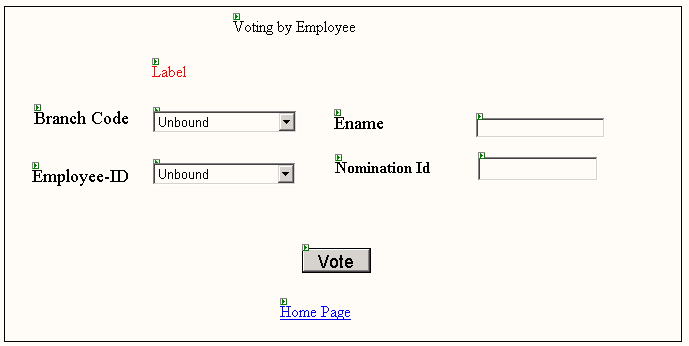 Voting by Employee
Label
Branch Code
Unbound
Ename
Employee-ID
Unbound
Nomination Id
Vote
Home Page